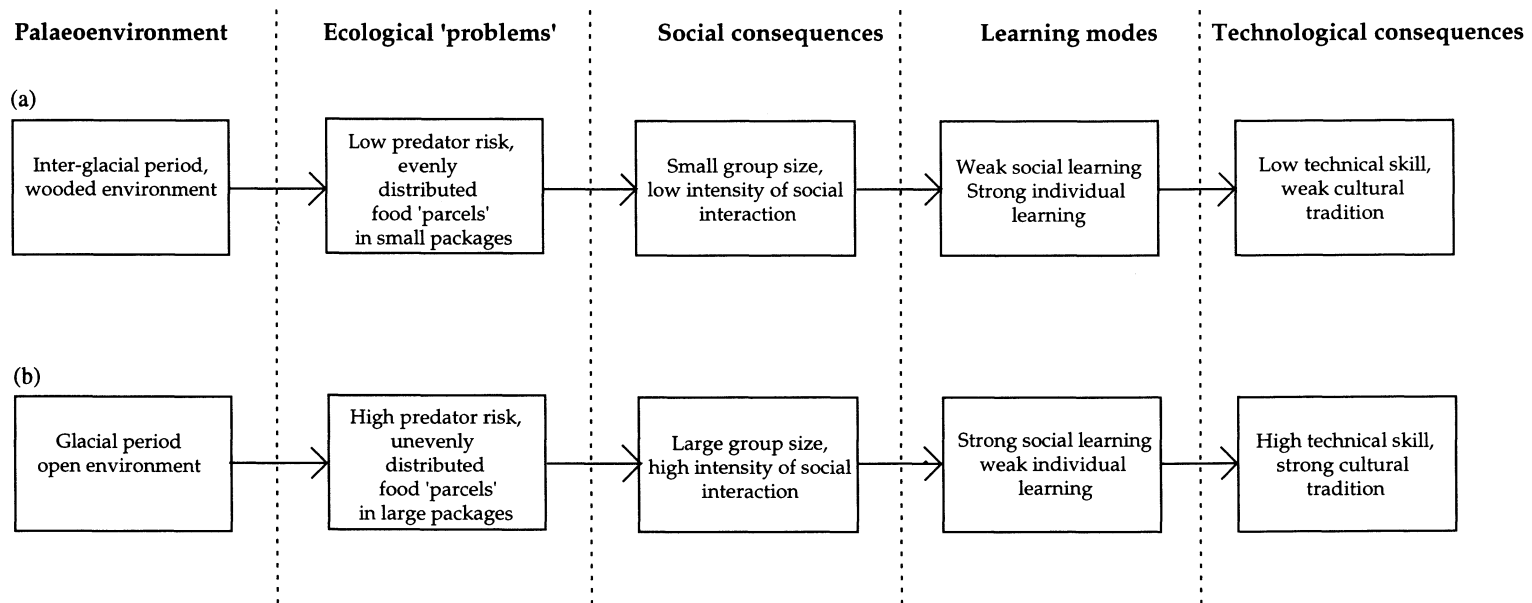 Palaeoenvironment
Ecological 'problems'
Social consequences
Learning modes
Technological consequences
(a)
Inter-glacial period,
wooded environment
Low predator risk,
evenly
distributed
food 'parcels'
in small packages
Small group size,
low intensity of social
interaction
Weak social learning
Strong individual
learning
Low technical skill,
weak cultural
tradition
(b)
Glacial period
open environment
High predator risk,
unevenly
distributed
food 'parcels'
in large packages
Large group size,
high intensity of social
interaction
Strong social learning
weak individual
learning
High technical skill,
strong cultural
tradition